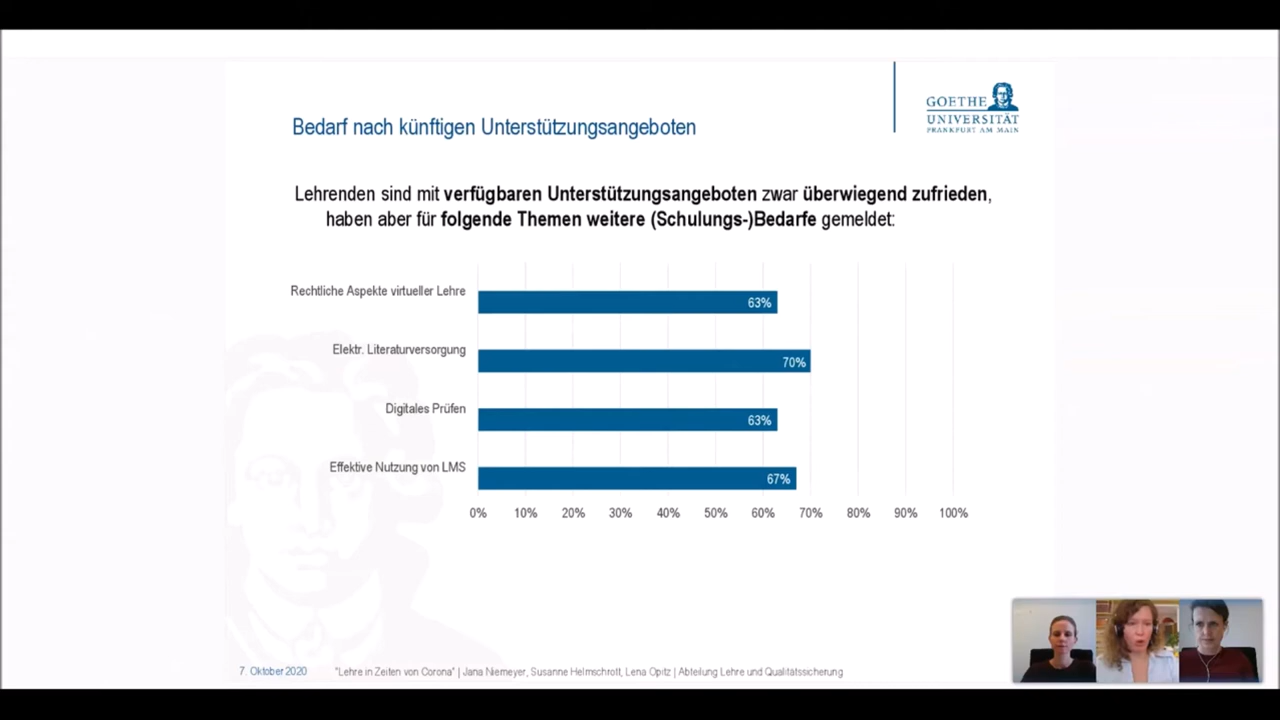 GOETHE
UNIVERSITÄT
FRANKFURT AM MAIN
Bedarf nach künftigen Unterstützungsangeboten
Lehrenden sind mit verfügbaren Unterstützungsangeboten zwar überwiegend zufrieden,
haben aber für folgende Themen weitere (Schulungs-)Bedarfe gemeldet:
Rechtliche Aspekte virtueller Lehre
63%
Elektr. Literaturversorgung
70%
Digitales Prüfen
63%
Effektive Nutzung von LMS
67%
0% 10% 20% 30% 40% 50% 60% 70% 80% 90% 100%
7. Oktober 2020 "Lehre in Zeiten von Corona" | Jana Niemeyer, Susanne Helmschrott, Lena Opitz | Abteilung Lehre und Qualitätssicherung